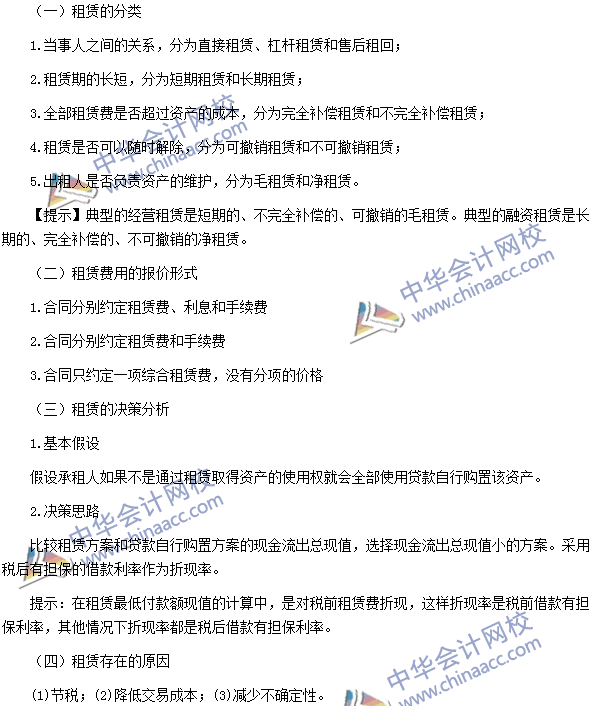 （一）租赁的分类
1.当事人之间的关系，分为直接租赁、杠杆租赁和售后租回；
2.租赁期的长短，分为短期租赁和长期租赁；
3.全部租赁费是否超过资产的成本，分为完全补偿租赁和不完全补偿租赁；
4.租赁是否可以随时解除，分为可撤销租赁和不可撤销租赁；
5.出租人是否负责资产的维护，分为毛租赁和净租赁。
【提示】典型的经营租赁是短期的、不完全补偿的、可撤销的毛租赁。典型的融资租赁是长
期的、完全补偿的、不可撤销的净租赁。
（二）租赁费用的报价形式
1.合同分别约定租赁费、利息和手续费
2.合同分别约定租赁费和手续费
3.合同只约定一项综合租赁费，没有分项的价格
（三）租赁的决策分析
1.基本假设
假设承租人如果不是通过租赁取得资产的使用权就会全部使用贷款自行购置该资产。
2.决策思路
比较租赁方案和贷款自行购置方案的现金流出总现值，选择现金流出总现值小的方案。采用
税后有担保的借款利率作为折现率。
提示：在租赁最低付款额现值的计算中，是对税前租赁费折现，这样折现率是税前借款有担
保利率，其他情况下折现率都是税后借款有担保利率。
（四）租赁存在的原因
(1)节税；(2)降低交易成本；(3)减少不确定性。
中华会计网校
www.chinaacc.com
中华会计网校
www.chinaacc.com
中华会计网校
www.chinaacc.com
中华会计网校
www.chinaacc.com